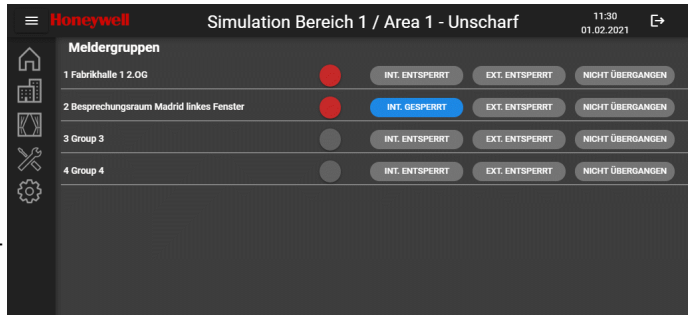 Honeywell
Simulation Bereich 1 / Area 1 - Unscharf
11:30
01.02.2021
Meldergruppen
1 Fabrikhalle 1 2.OG INT. ENTSPERRT EXT. ENTSPERRT NICHT ÜBERGANGEN
2 Besprechungsraum Madrid linkes Fenster INT. GESPERRT EXT. ENTSPERRT NICHT ÜBERGANGEN
3 Group 3 INT. ENTSPERRT EXT. ENTSPERRT NICHT ÜBERGANGEN
4 Group 4 INT. ENTSPERRT EXT. ENTSPERRT NICHT ÜBERGANGEN